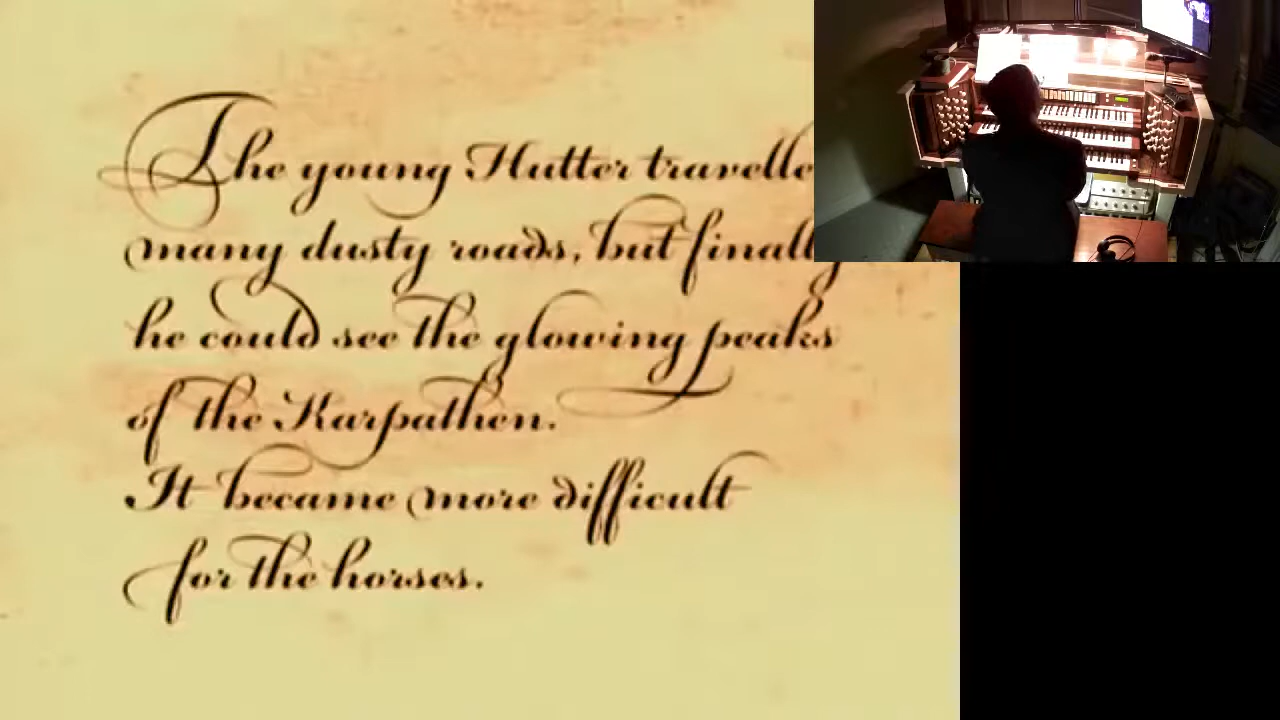 The young Hutter travelle
many dusty roads, but finally
he could see the glowing peaks
of the Karpathen.
It became more difficult
for the horses.